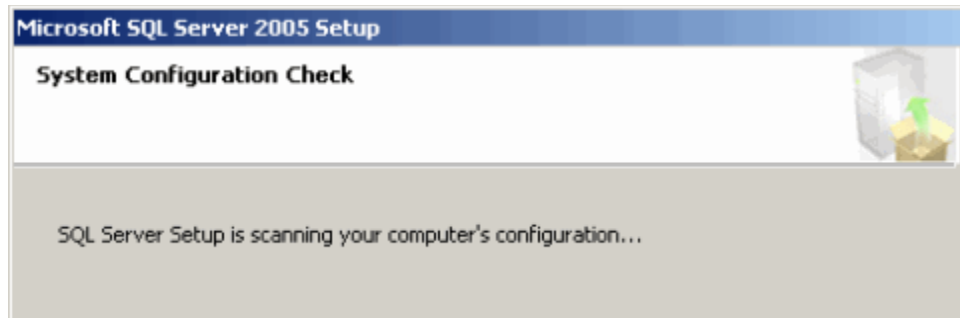 Microsoft SQL Server 2005 Setup
System Configuration Check
SQL Server Setup is scanning your computer's configuration...